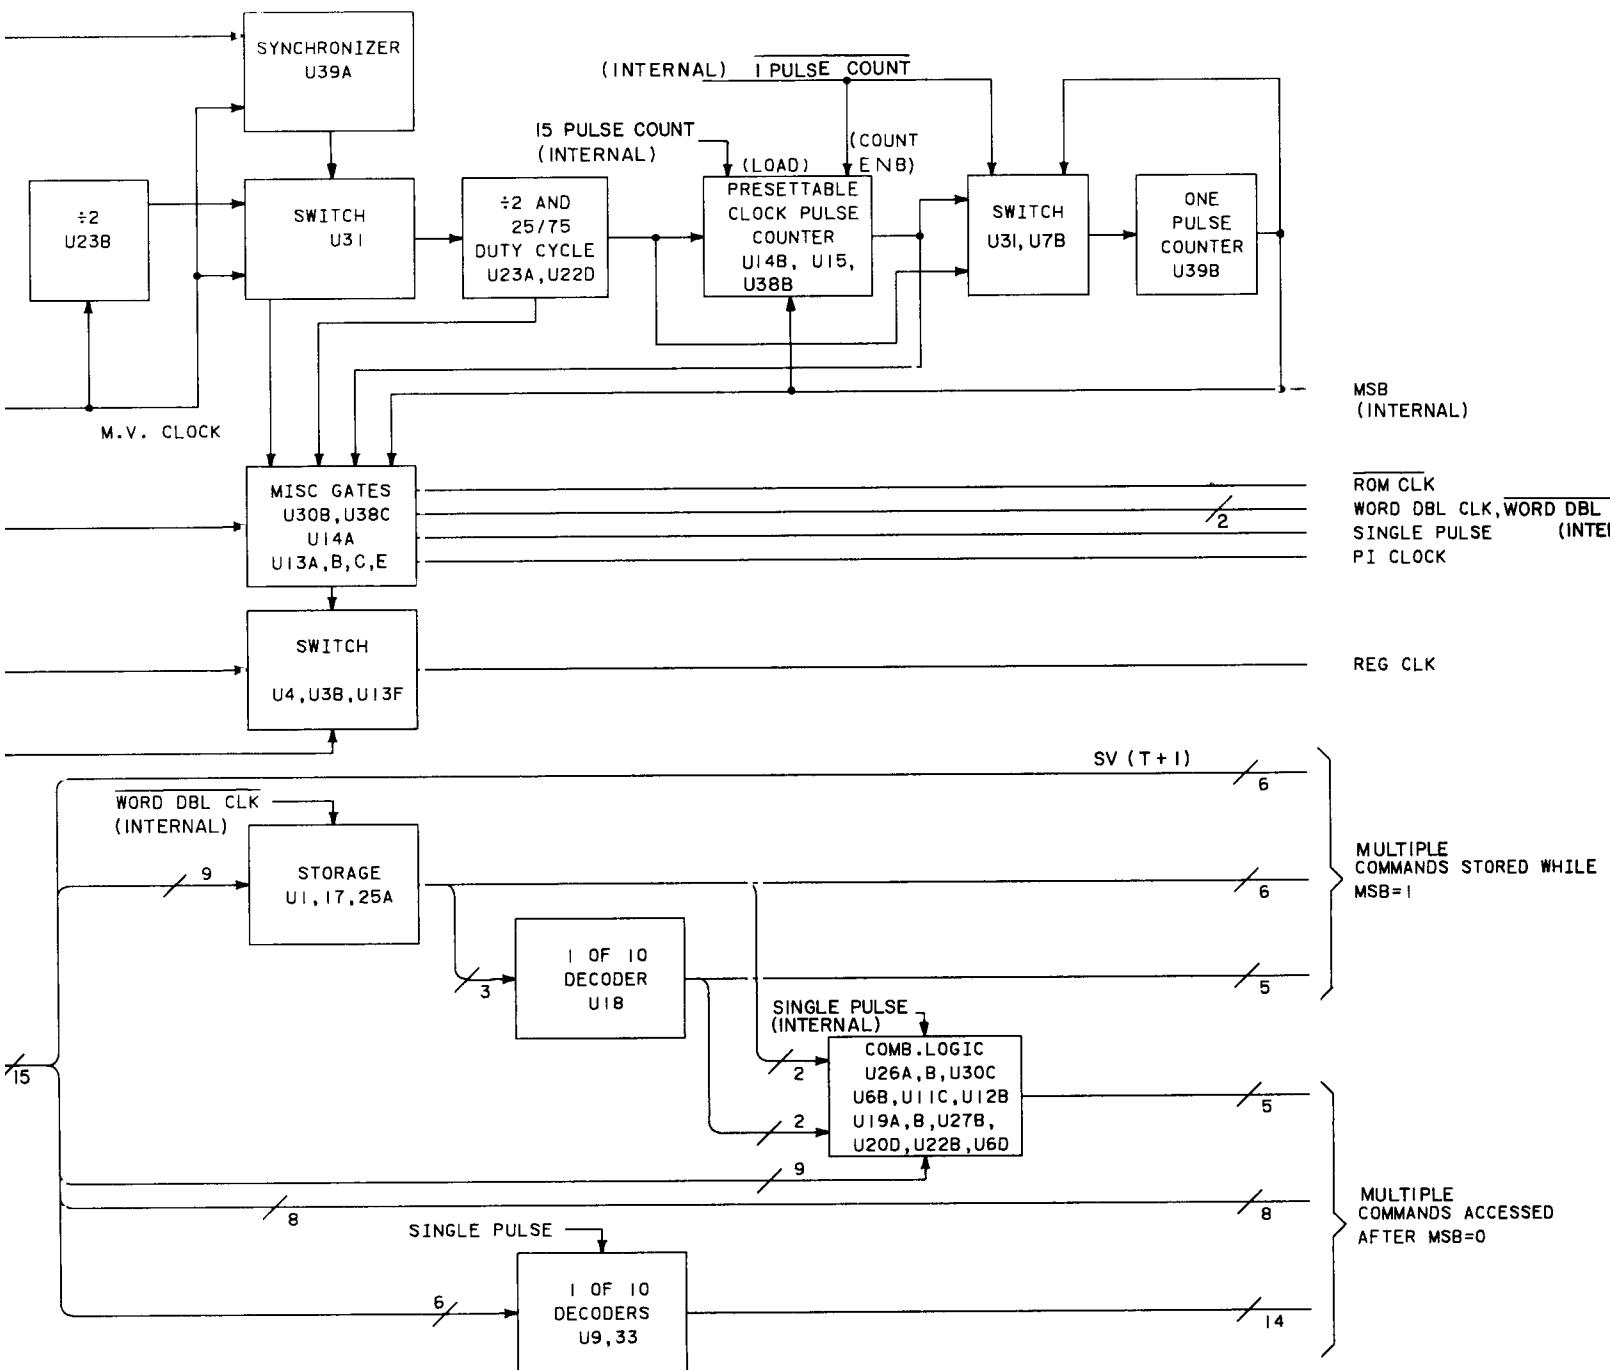 SYNCHRONIZER
U39A
(INTERNAL) 1 PULSE COUNT
15 PULSE COUNT
(INTERNAL)
(LOAD)
(COUNT
ENB)
÷2
U23B
SWITCH
U31
÷2 AND
25/75
DUTY CYCLE
U23A, U22D
PRESETTABLE
CLOCK PULSE
COUNTER
U14B, U15,
U38B
SWITCH
U31, U7B
ONE
PULSE
COUNTER
U39B
M.V. CLOCK
MSB
(INTERNAL)
MISC GATES
U30B, U38C
U14A
U13A, B, C, E
ROM CLK
2
WORD DBL CLK, WORD DBL
SINGLE PULSE (INTE
PI CLOCK
SWITCH
U4, U3B, U13F
REG CLK
SV (T+1)
6
WORD DBL CLK
(INTERNAL)
9
STORAGE
U1, 17, 25A
6
MULTIPLE
COMMANDS STORED WHILE
MSB=1
3
1 OF 10
DECODER
U18
5
SINGLE PULSE
(INTERNAL)
15
2
2
COMB. LOGIC
U26A, B, U30C
U6B, U11C, U12B
U19A, B, U27B,
U20D, U22B, U6D
5
9
8
8
MULTIPLE
COMMANDS ACCESSED
AFTER MSB=0
SINGLE PULSE
6
1 OF 10
DECODERS
U9, 33
14